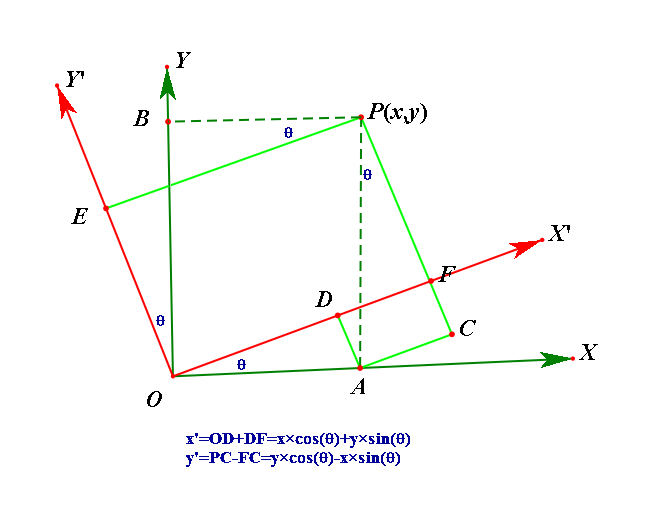 Y
Y'
B
P(x,y)
θ
θ
E
X'
F
D
C
θ
θ
X
A
O
x'=OD+DF=x×cos(θ)+y×sin(θ)
y'=PC-FC=y×cos(θ)-x×sin(θ)